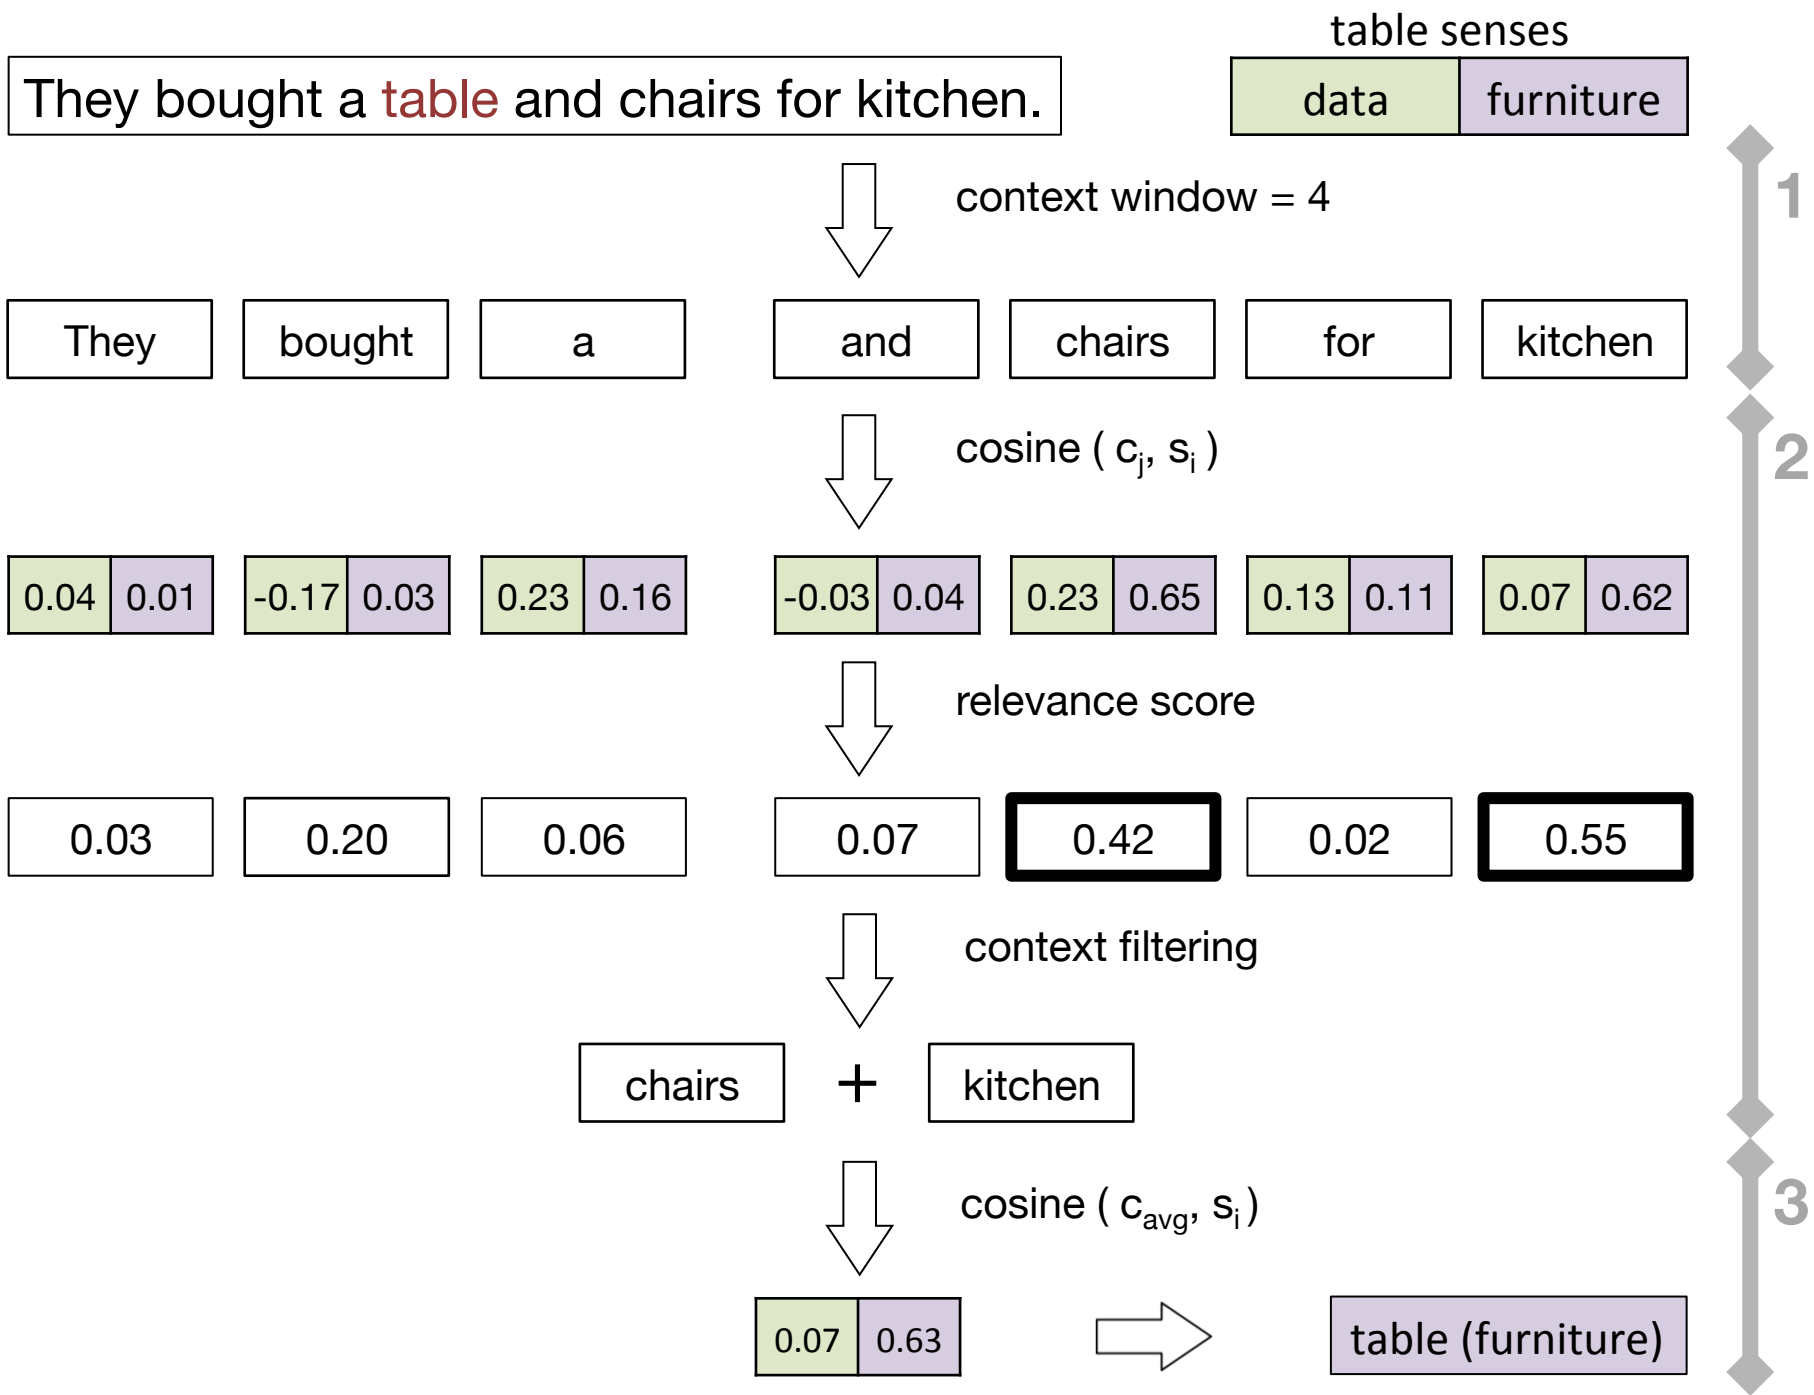 table senses
They bought a table and chairs for kitchen.
data furniture
context window = 4
1
They bought a and chairs for kitchen
cosine ( cj, si )
2
0.04 0.01 -0.17 0.03 0.23 0.16 -0.03 0.04 0.23 0.65 0.13 0.11 0.07 0.62
relevance score
0.03 0.20 0.06 0.07 0.42 0.02 0.55
context filtering
chairs + kitchen
cosine ( cavg, si )
3
0.07 0.63 table (furniture)